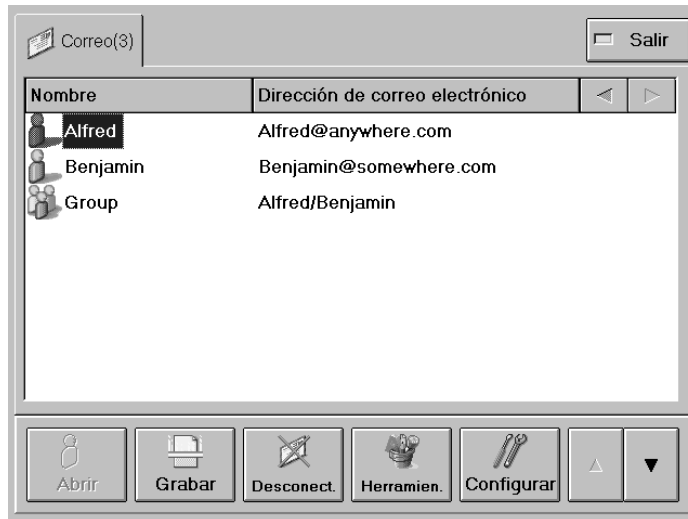 Correo(3)
Salir
Nombre Dirección de correo electrónico
Alfred Alfred@anywhere.com
Benjamin Benjamin@somewhere.com
Group Alfred/Benjamin
Abrir Grabar Desconect. Herramien. Configurar